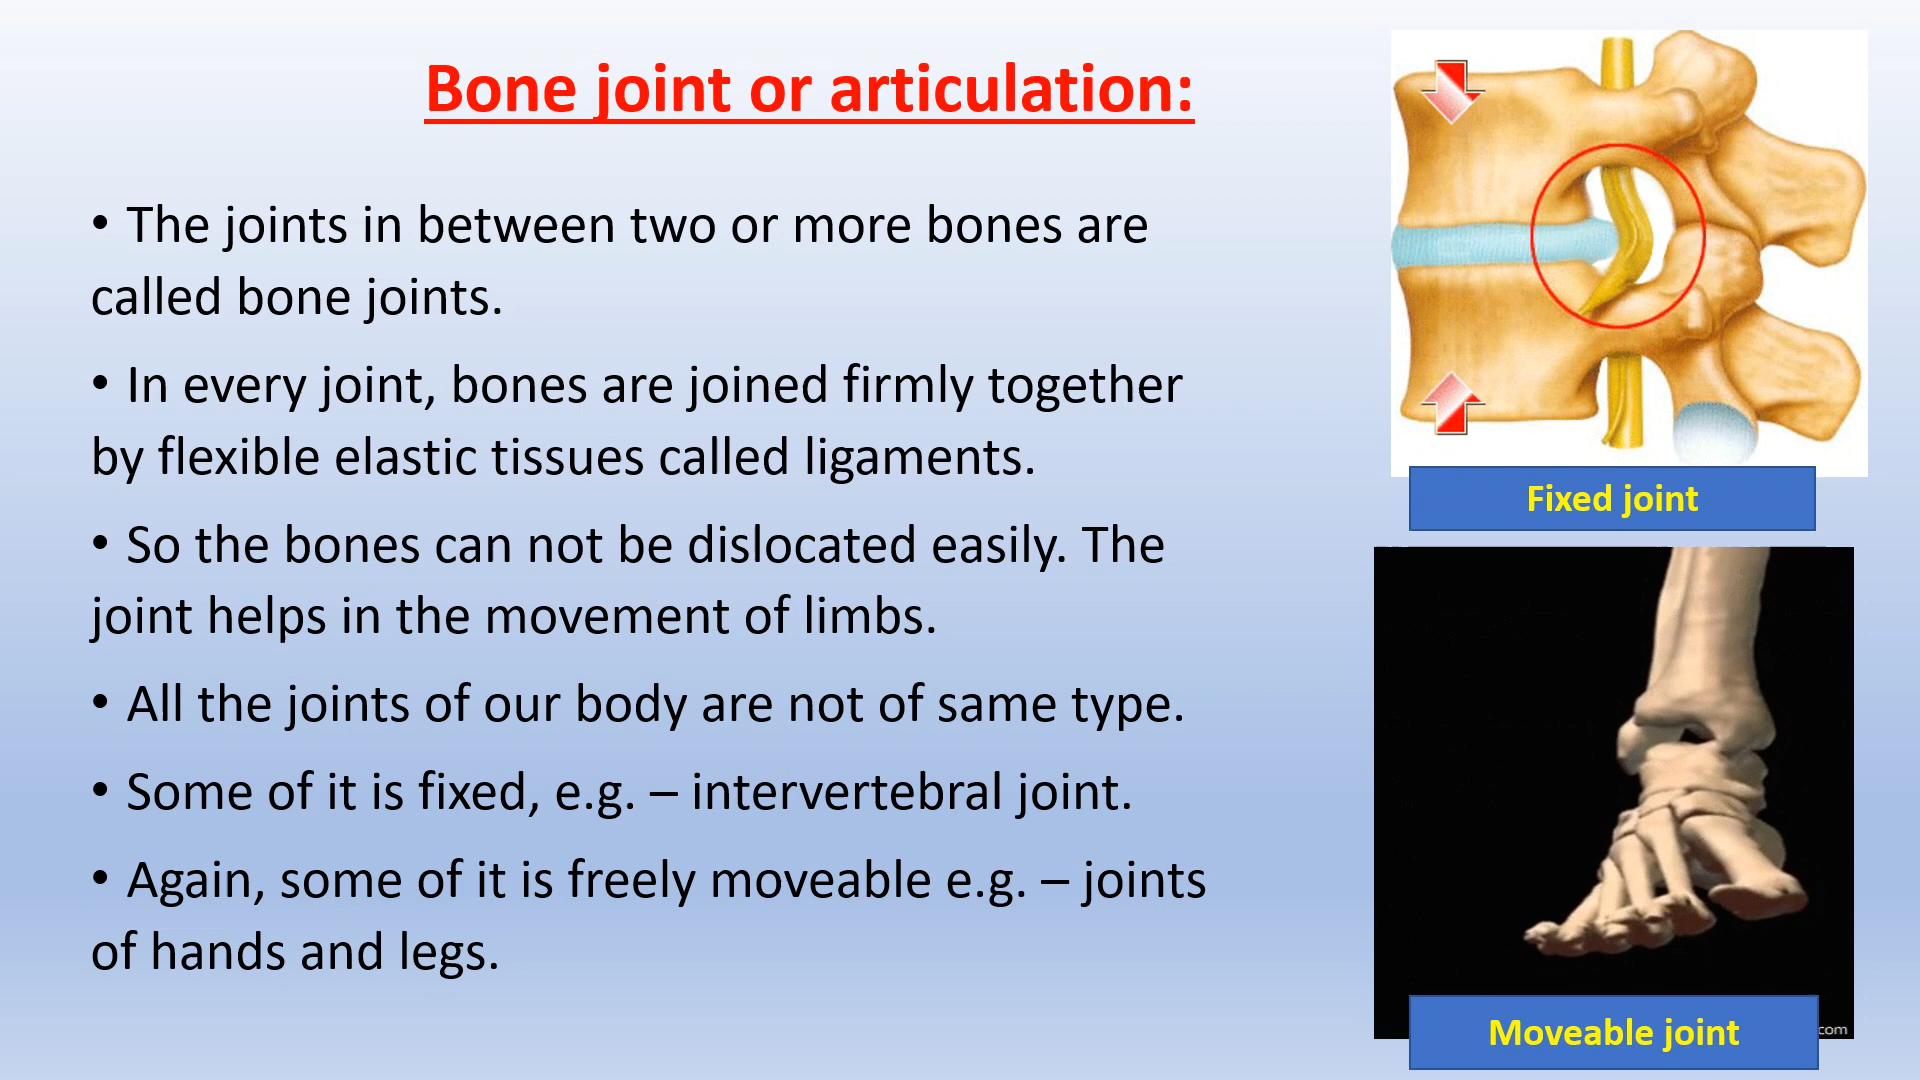 Bone joint or articulation:
• The joints in between two or more bones are
called bone joints.
• In every joint, bones are joined firmly together
by flexible elastic tissues called ligaments.
• So the bones can not be dislocated easily. The
joint helps in the movement of limbs.
• All the joints of our body are not of same type.
• Some of it is fixed, e.g. – intervertebral joint.
• Again, some of it is freely moveable e.g. – joints
of hands and legs.
Fixed joint
Moveable joint
com